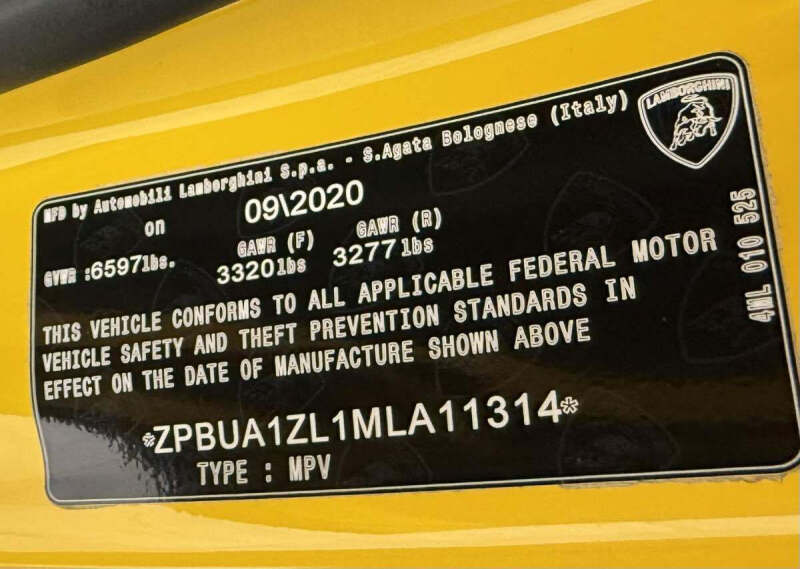 LAMBORGHINI
MFD by Automobili Lamborghini S.p.a. - S.Agata Bolognese (Italy)
on 09\2020
GAWR (F) GAWR (R)
GVWR :6597lbs. 3320lbs 3277lbs
THIS VEHICLE CONFORMS TO ALL APPLICABLE FEDERAL MOTOR
VEHICLE SAFETY AND THEFT PREVENTION STANDARDS IN
EFFECT ON THE DATE OF MANUFACTURE SHOWN ABOVE
*ZPBUA1ZL1MLA11314*
TYPE : MPV
4ML 010 525